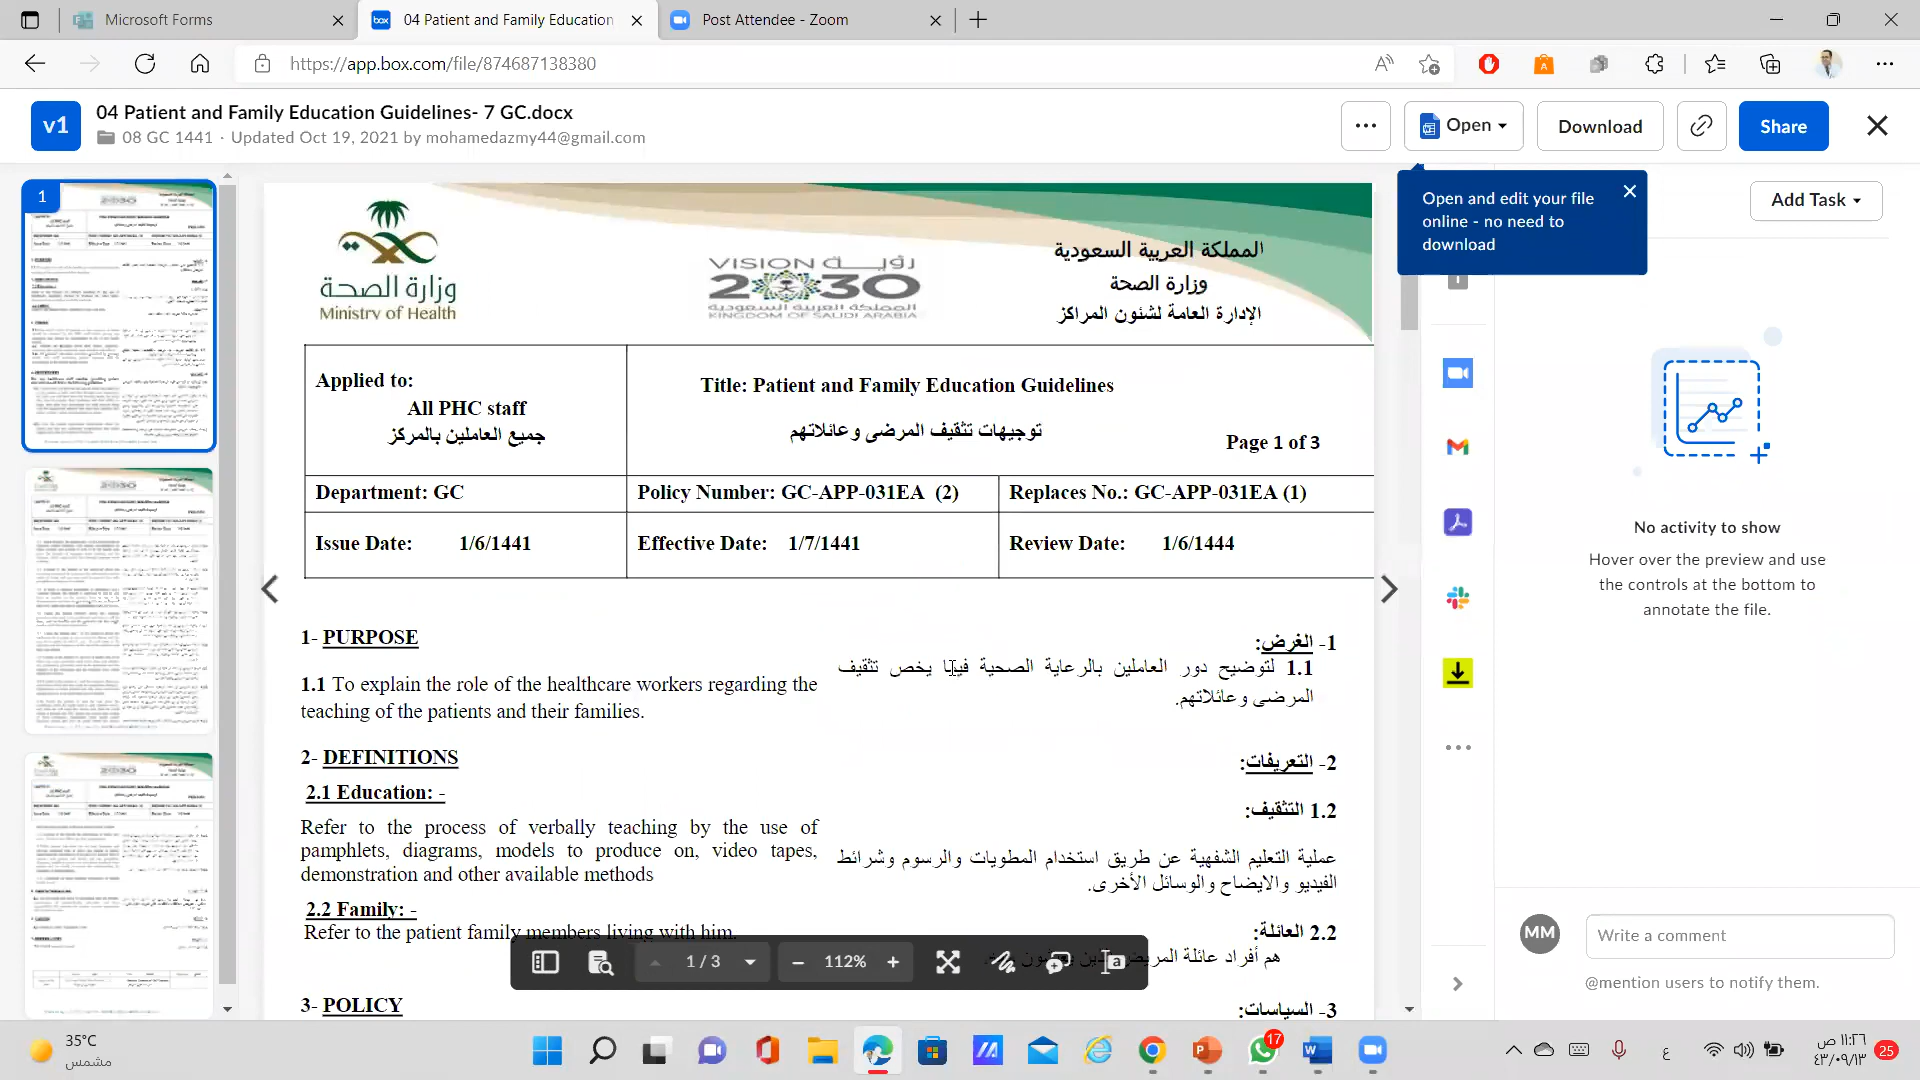 Microsoft Forms
04 Patient and Family Education
Post Attendee - Zoom
https://app.box.com/file/874687138380
v1
04 Patient and Family Education Guidelines- 7 GC.docx
08 GC 1441 · Updated Oct 19, 2021 by mohamedazmy44@gmail.com
Open
Download
Share
Open and edit your file
online - no need to
download
Add Task
1
وزارة الصحة
Ministry of Health
VISION رؤية
2030
المملكة العربية السعودية
KINGDOM OF SAUDI ARABIA
المملكة العربية السعودية
وزارة الصحة
الإدارة العامة لشئون المراكز
Applied to:
All PHC staff
جميع العاملين بالمركز
Title: Patient and Family Education Guidelines
توجيهات تثقيف المرضى وعائلاتهم
Page 1 of 3
Department: GC
Policy Number: GC-APP-031EA (2)
Replaces No.: GC-APP-031EA (1)
Issue Date: 1/6/1441
Effective Date: 1/7/1441
Review Date: 1/6/1444
1- PURPOSE
1.1 To explain the role of the healthcare workers regarding the
teaching of the patients and their families.
2- DEFINITIONS
2.1 Education: -
Refer to the process of verbally teaching by the use of
pamphlets, diagrams, models to produce on, video tapes,
demonstration and other available methods
2.2 Family: -
Refer to the patient family members living with him.
3- POLICY
1- الغرض:
1.1 لتوضيح دور العاملين بالرعاية الصحية فيما يخص تثقيف
المرضى وعائلاتهم.
2- التعريفات:
1.2 التثقيف:
عملية التعليم الشفهية عن طريق استخدام المطويات والرسوم وشرائط
الفيديو والايضاح والوسائل الأخرى.
2.2 العائلة:
هم أفراد عائلة المريض
3- السياسات:
1 / 3
112%
No activity to show
Hover over the preview and use
the controls at the bottom to
annotate the file.
MM
Write a comment
@mention users to notify them.
35°C
مشمس
17
ع
١١:٢٦ ص
٤٣/٠٩/١٣
25